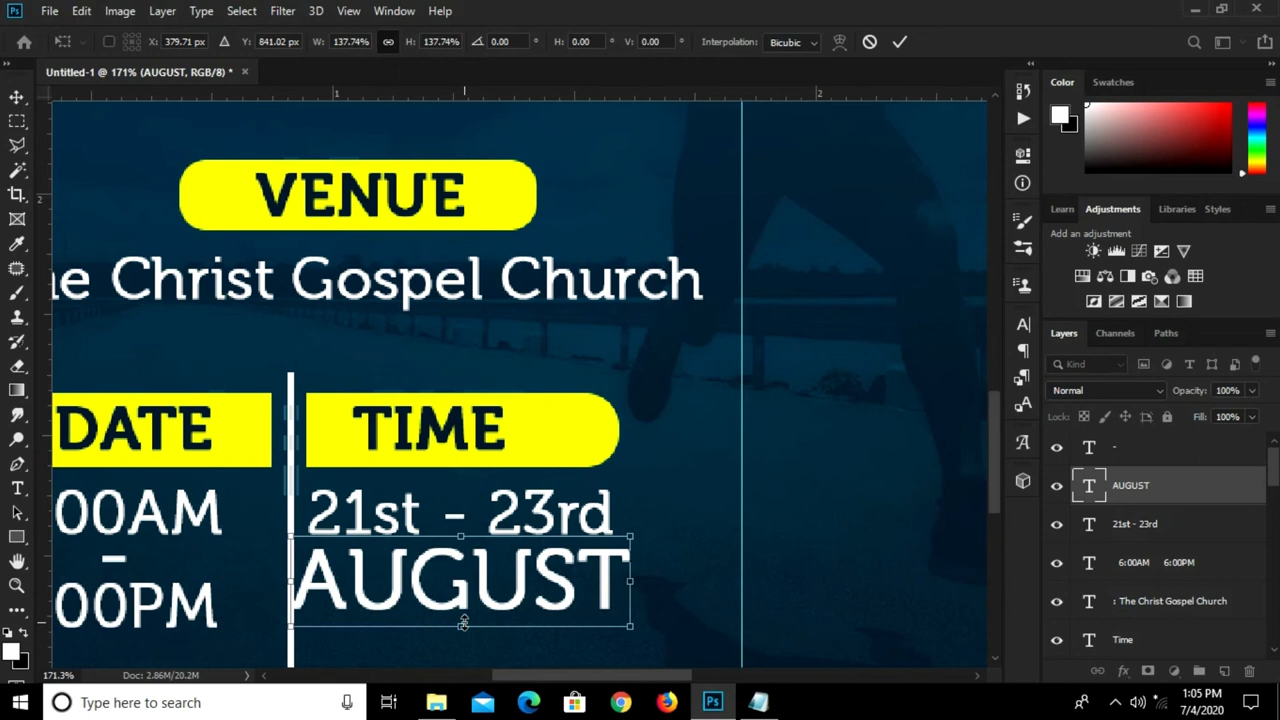 File Edit Image Layer Type Select Filter 3D View Window Help
X: 379.71 px Y: 841.02 px W: 137.74% H: 137.74% 0.00 ° H: 0.00 ° V: 0.00 ° Interpolation: Bicubic
Untitled-1 @ 171% (AUGUST, RGB/8) * ×
1 2
2
VENUE
e Christ Gospel Church
DATE TIME
00AM
–
00PM
21st - 23rd
AUGUST
Color Swatches
Learn Adjustments Libraries Styles
Add an adjustment
Layers Channels Paths
Kind
Normal Opacity: 100%
Lock: Fill: 100%
T -
T AUGUST
T 21st - 23rd
T 6:00AM 6:00PM
T : The Christ Gospel Church
T Time
fx
171.3% Doc: 2.86M/20.2M
Type here to search
Ps
1:05 PM
7/4/2020